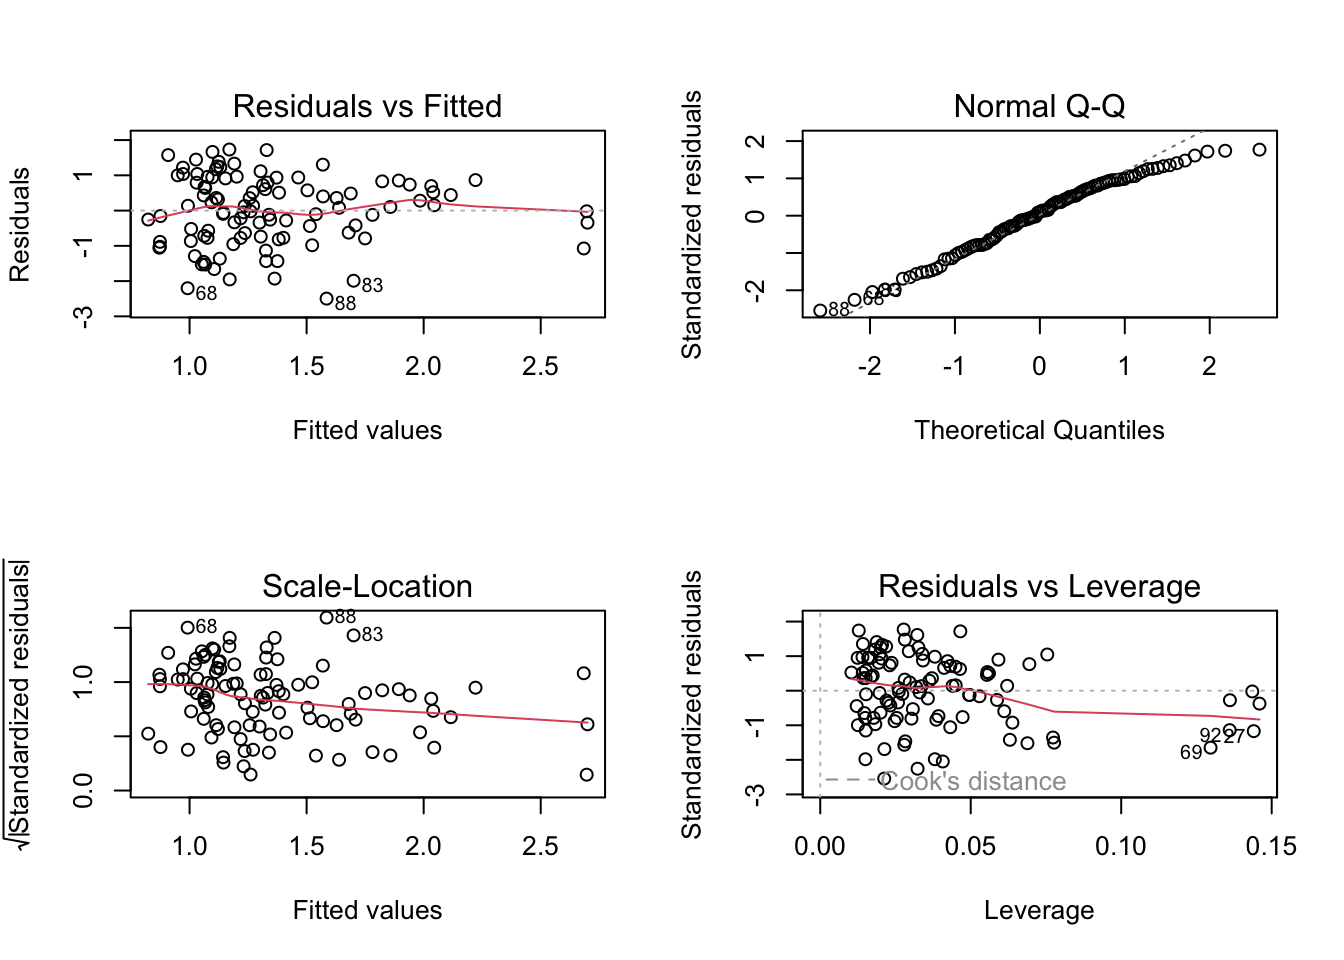 Residuals vs Fitted
Residuals
1
-1
-3
68
88
83
1.0 1.5 2.0 2.5
Fitted values
Normal Q-Q
Standardized residuals
2
1
0
-2
88
68
-2 -1 0 1 2
Theoretical Quantiles
Scale-Location
√|Standardized residuals|
1.0
0.0
68
88
83
1.0 1.5 2.0 2.5
Fitted values
Residuals vs Leverage
Standardized residuals
1
-1
-3
92
27
69
Cook's distance
0.00 0.05 0.10 0.15
Leverage